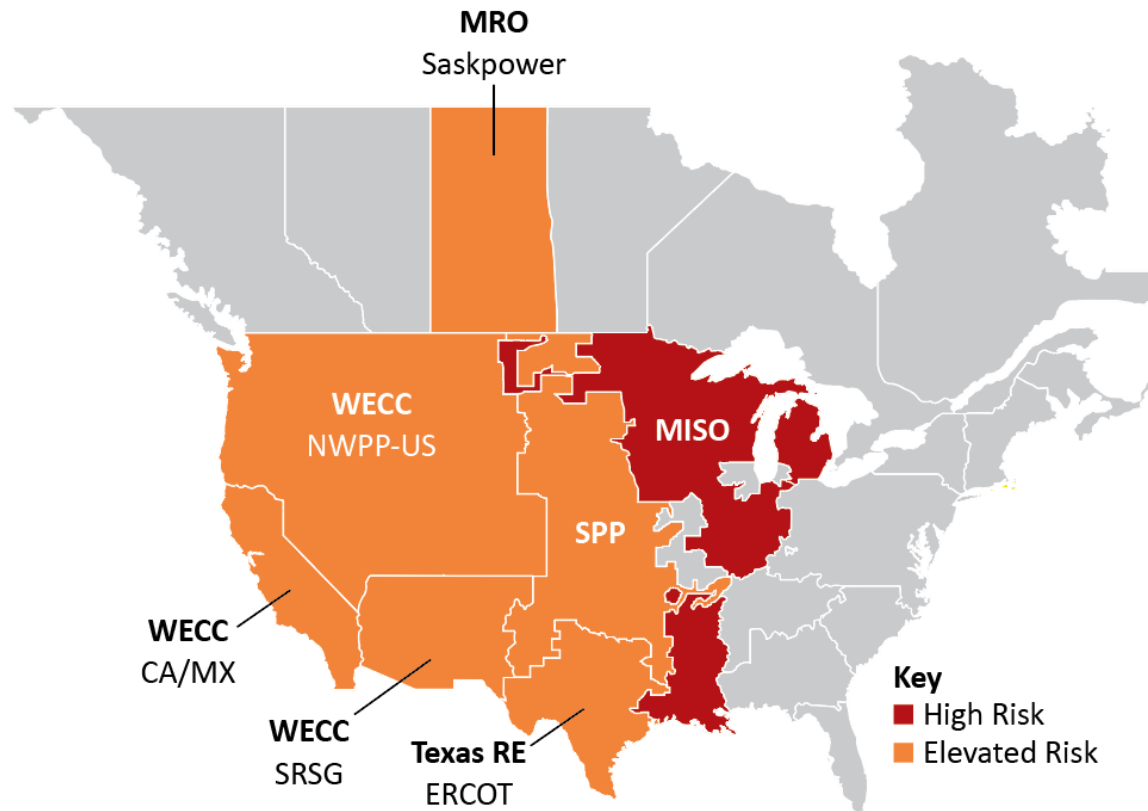 MRO
Saskpower
WECC
NWPP-US
MISO
SPP
WECC
CA/MX
WECC
SRSG
Texas RE
ERCOT
Key
High Risk
Elevated Risk